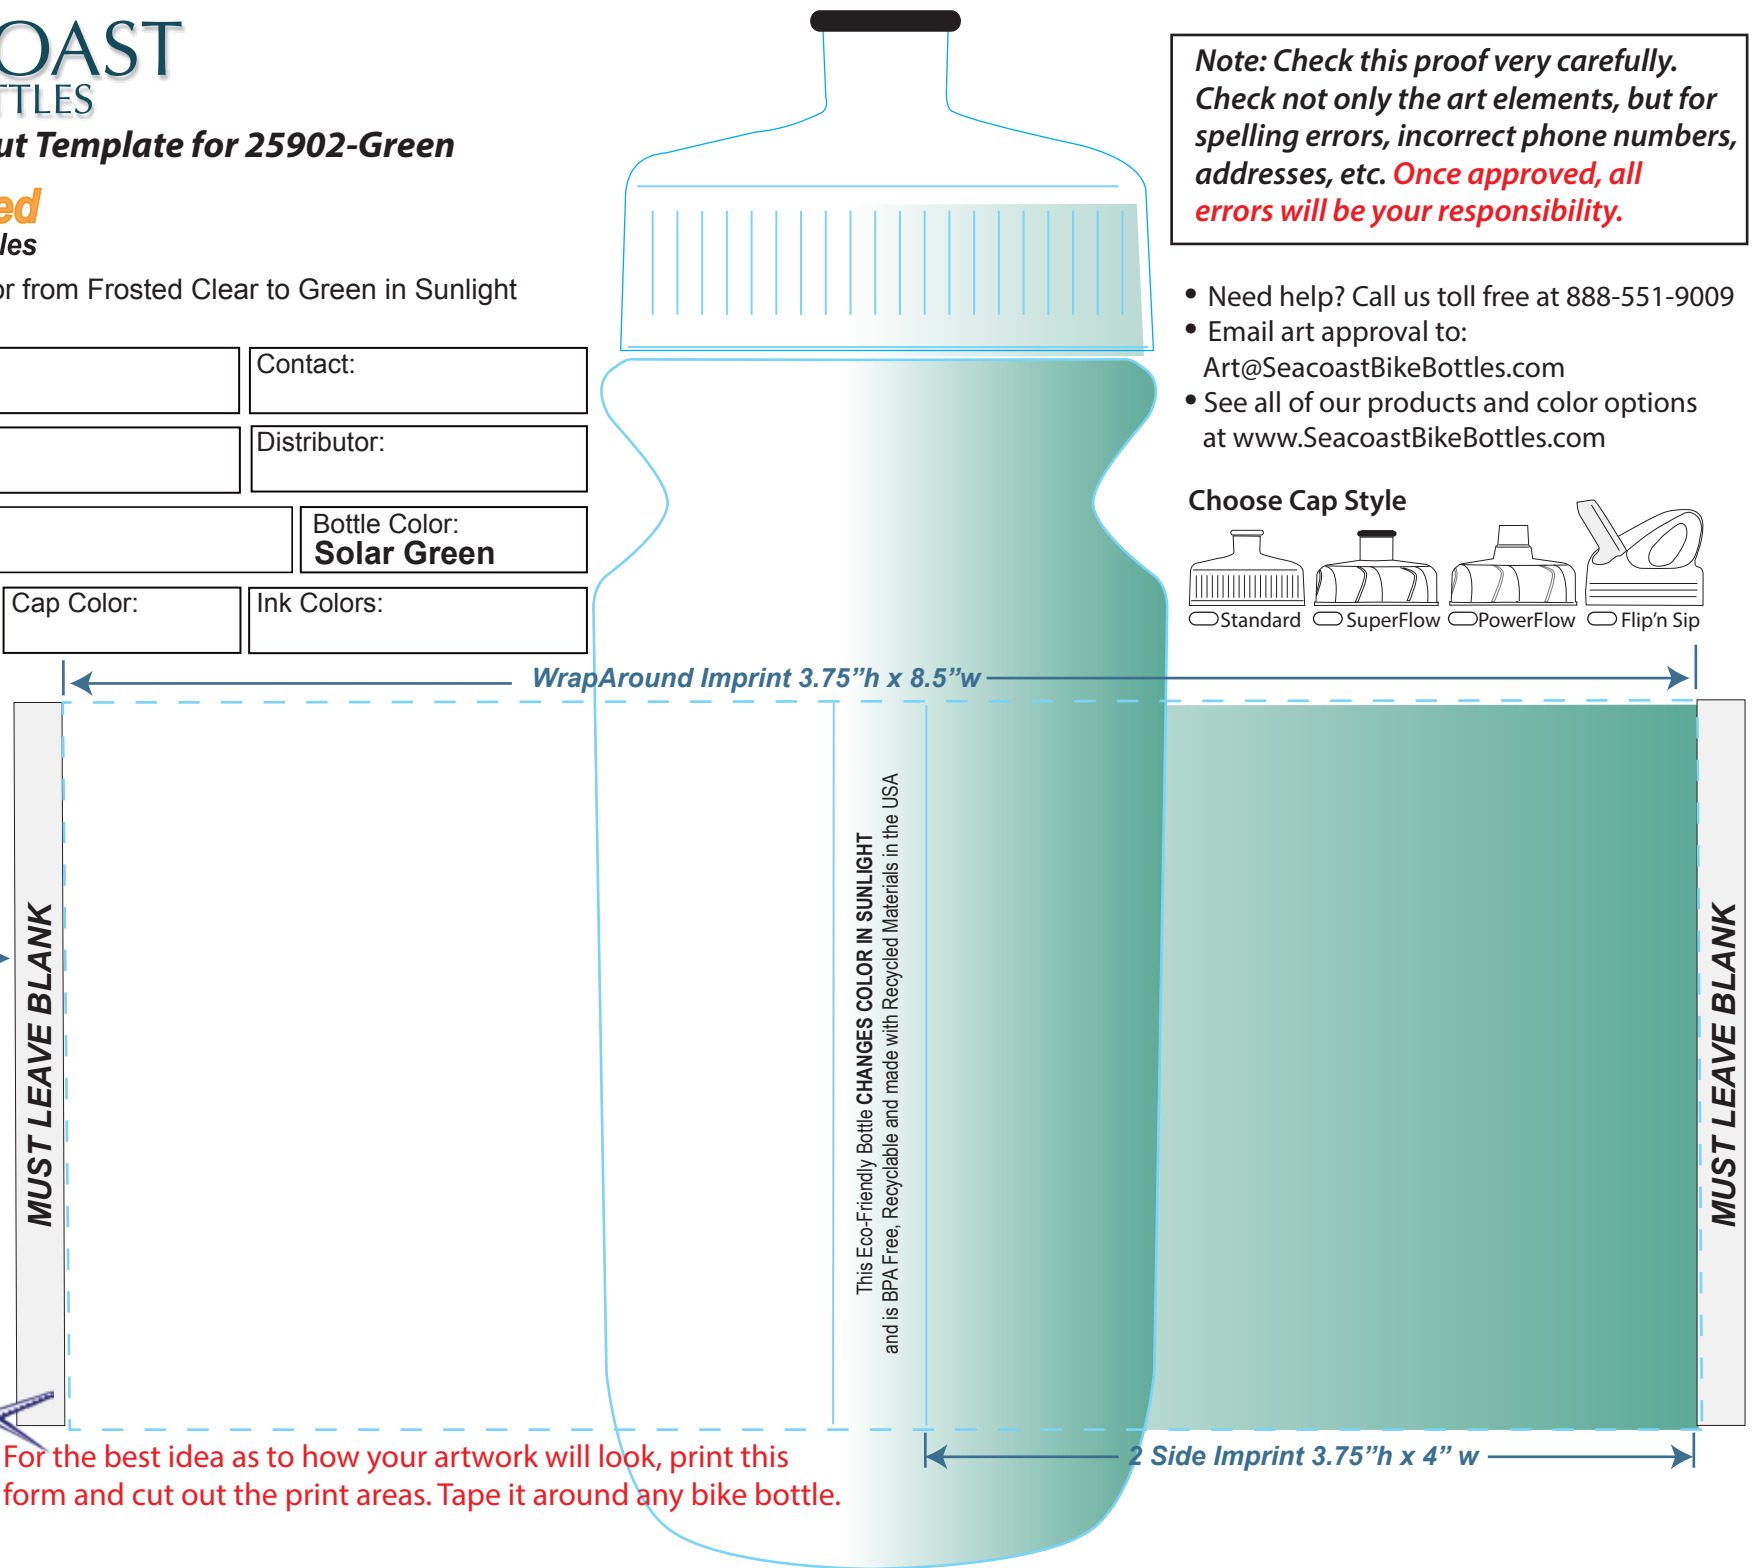 OAST
TTLES
ut Template for 25902-Green
ed
les
or from Frosted Clear to Green in Sunlight
Contact:
Distributor:
Bottle Color:
Solar Green
Cap Color:
Ink Colors:
Note: Check this proof very carefully.
Check not only the art elements, but for
spelling errors, incorrect phone numbers,
addresses, etc. Once approved, all
errors will be your responsibility.
• Need help? Call us toll free at 888-551-9009
• Email art approval to:
Art@SeacoastBikeBottles.com
• See all of our products and color options
at www.SeacoastBikeBottles.com
Choose Cap Style
Standard SuperFlow PowerFlow Flip’n Sip
WrapAround Imprint 3.75”h x 8.5”w
MUST LEAVE BLANK
This Eco-Friendly Bottle CHANGES COLOR IN SUNLIGHT
and is BPA Free, Recyclable and made with Recycled Materials in the USA
MUST LEAVE BLANK
2 Side Imprint 3.75”h x 4” w
For the best idea as to how your artwork will look, print this
form and cut out the print areas. Tape it around any bike bottle.